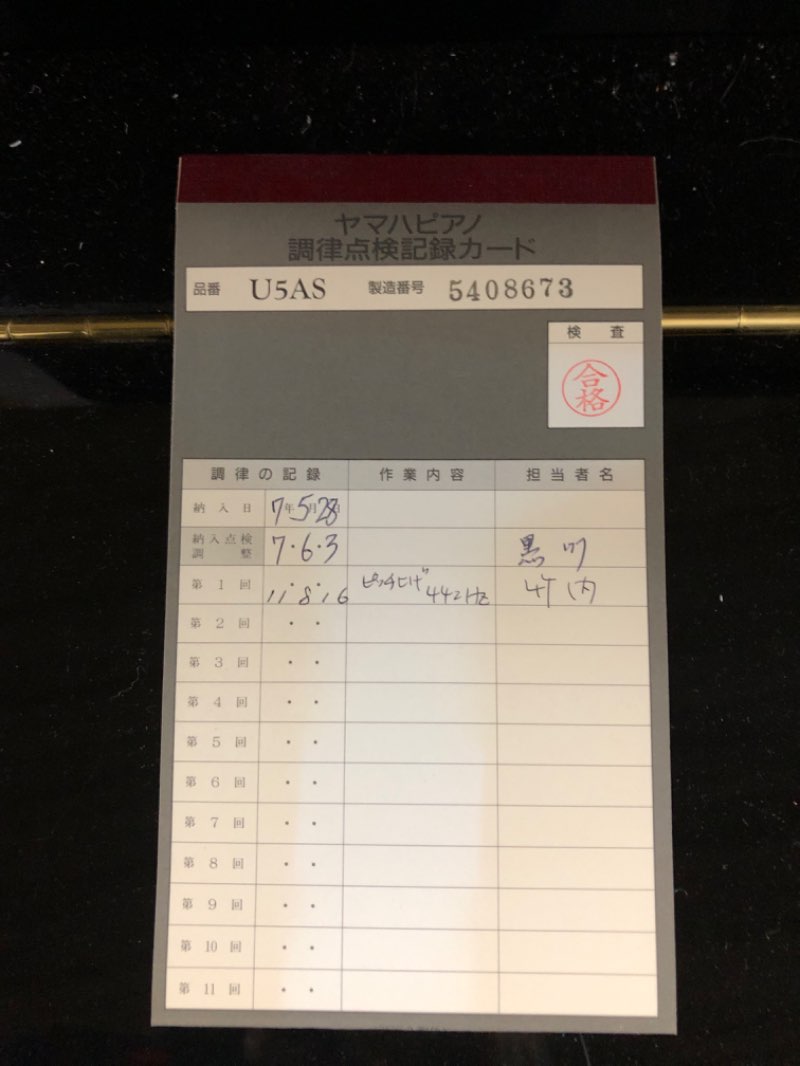 ヤマハピアノ
調律点検記録カード
品番 U5AS 製造番号 5408673
検査
合格
調律の記録 作業内容 担当者名
納入日 7年5月28日
納入点検調整 7・6・3 黒川
第1回 11・8・16 ピッチヒゲ 442Hz 竹内
第2回 ・・
第3回 ・・
第4回 ・・
第5回 ・・
第6回 ・・
第7回 ・・
第8回 ・・
第9回 ・・
第10回 ・・
第11回 ・・